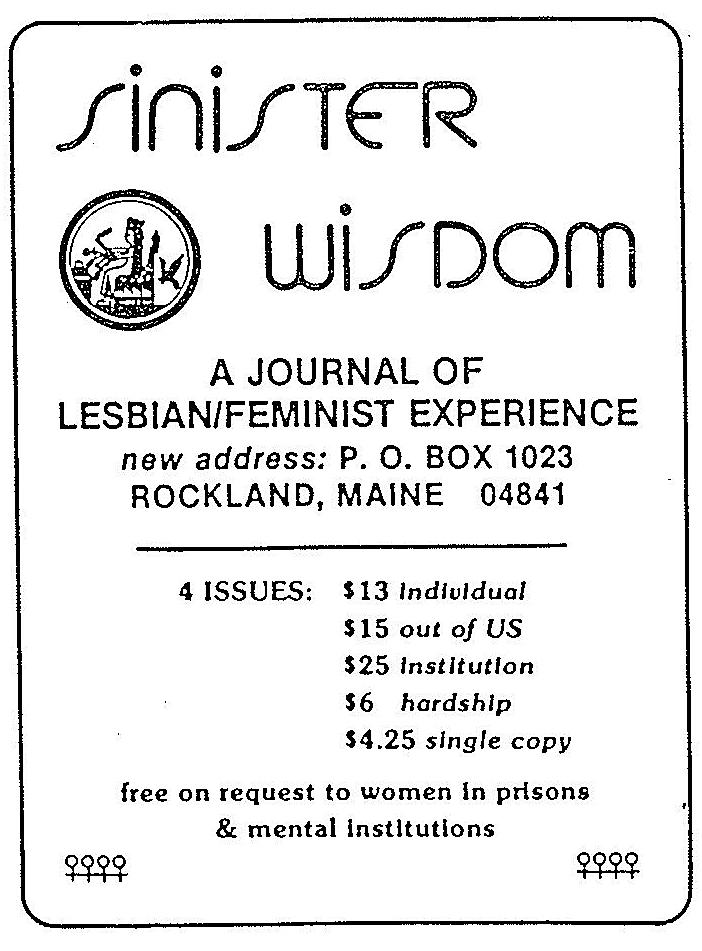 SINISTER
WISDOM
A JOURNAL OF
LESBIAN/FEMINIST EXPERIENCE
new address: P. O. BOX 1023
ROCKLAND, MAINE 04841
4 ISSUES: $13 individual
$15 out of US
$25 institution
$6 hardship
$4.25 single copy
free on request to women in prisons
& mental institutions